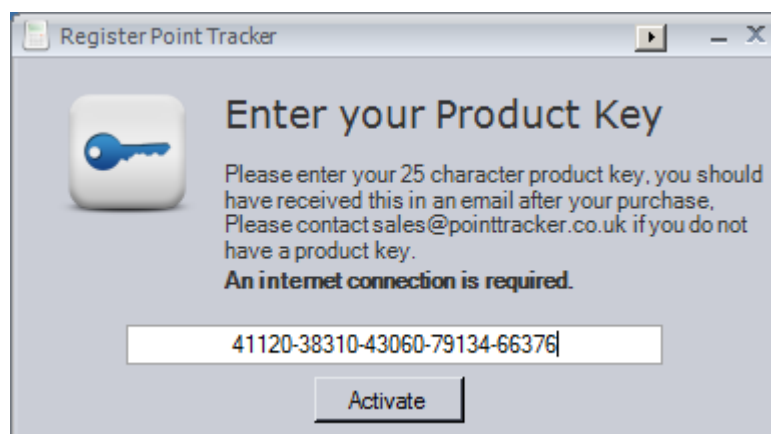 Register Point Tracker
Enter your Product Key
Please enter your 25 character product key, you should
have received this in an email after your purchase,
Please contact sales@pointtracker.co.uk if you do not
have a product key.
An internet connection is required.
41120-38310-43060-79134-66376
Activate